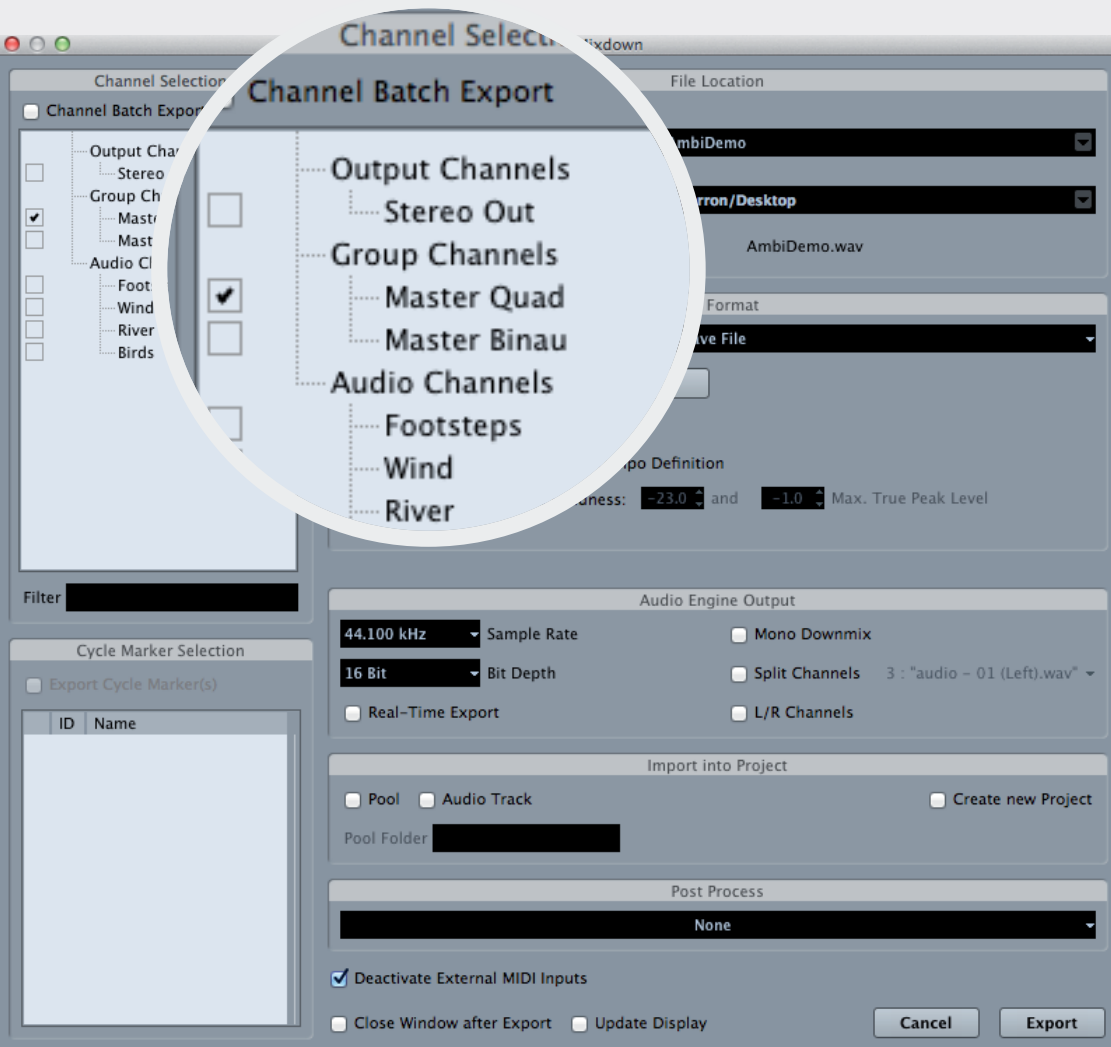 Channel Selecti
ixdown
Channel Selection
Channel Batch Expor
Output Cha
Stereo
Group Ch
Maste
Mast
Audio Cl
Foot
Wind
River
Birds
Filter
Channel Batch Export
Output Channels
Stereo Out
Group Channels
Master Quad
Master Binau
Audio Channels
Footsteps
Wind
River
File Location
mbiDemo
rron/Desktop
AmbiDemo.wav
Format
ve File
po Definition
ness: -23.0 and -1.0 Max. True Peak Level
Cycle Marker Selection
Export Cycle Marker(s)
ID Name
Audio Engine Output
44.100 kHz Sample Rate
Mono Downmix
16 Bit Bit Depth
Split Channels 3 : "audio – 01 (Left).wav"
Real-Time Export
L/R Channels
Import into Project
Pool Audio Track Create new Project
Pool Folder
Post Process
None
Deactivate External MIDI Inputs
Close Window after Export Update Display
Cancel Export